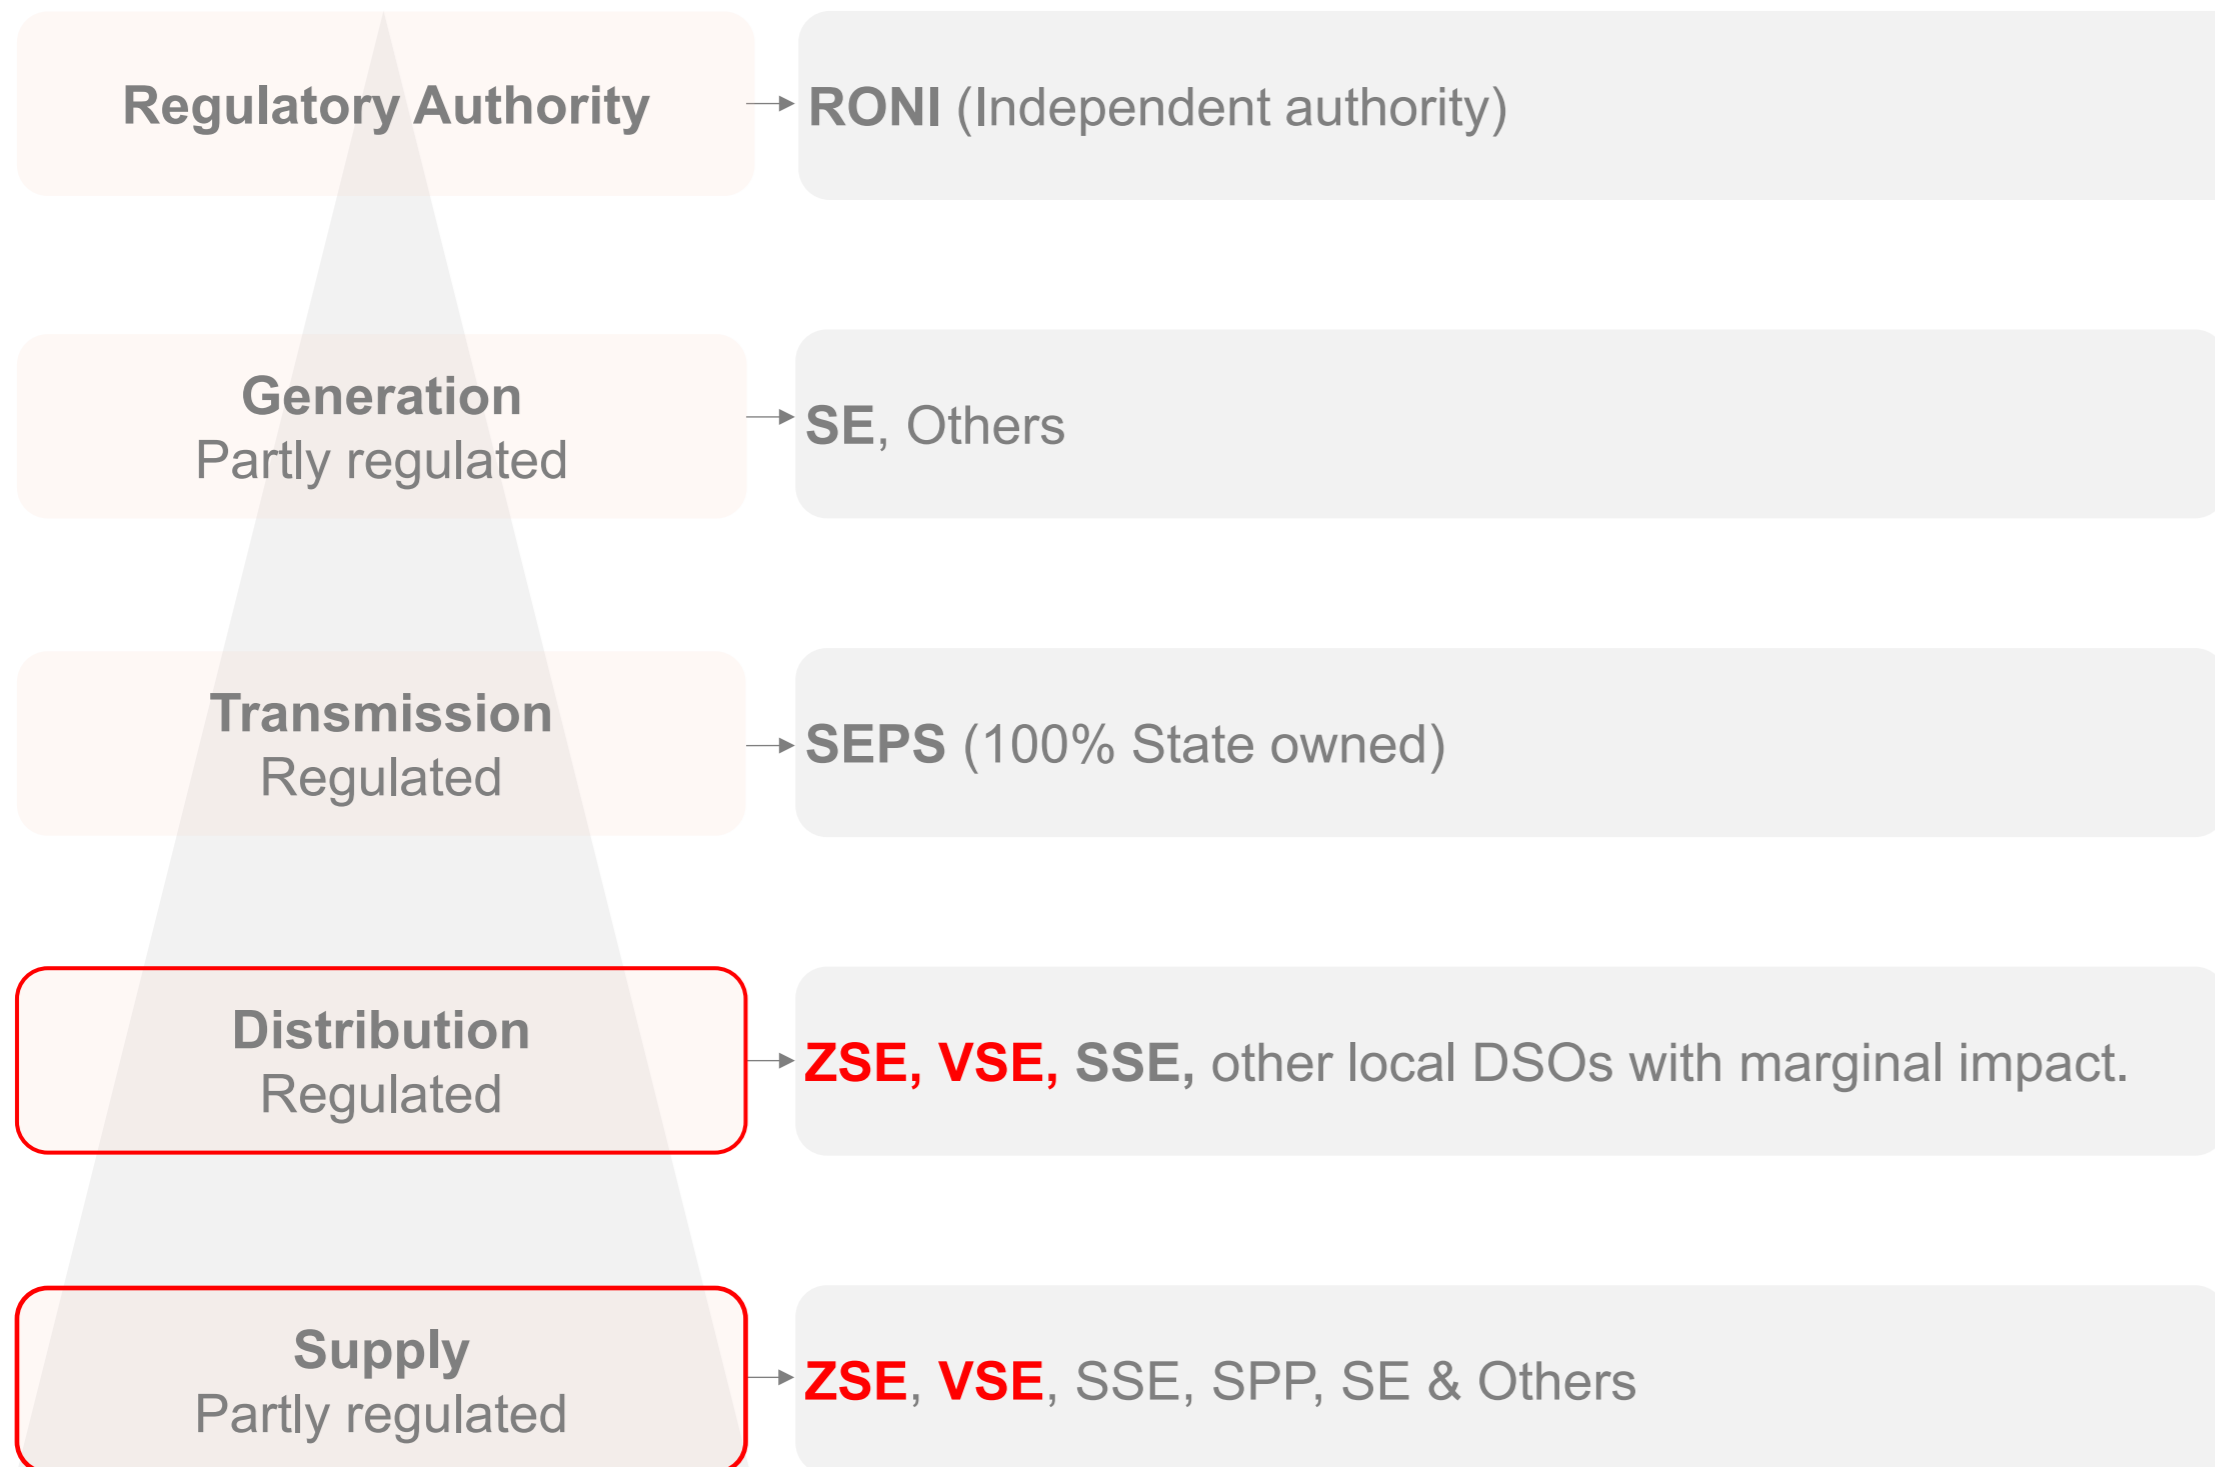 Regulatory Authority
RONI (Independent authority)
Generation
Partly regulated
SE, Others
Transmission
Regulated
SEPS (100% State owned)
Distribution
Regulated
ZSE, VSE, SSE, other local DSOs with marginal impact.
Supply
Partly regulated
ZSE, VSE, SSE, SPP, SE & Others